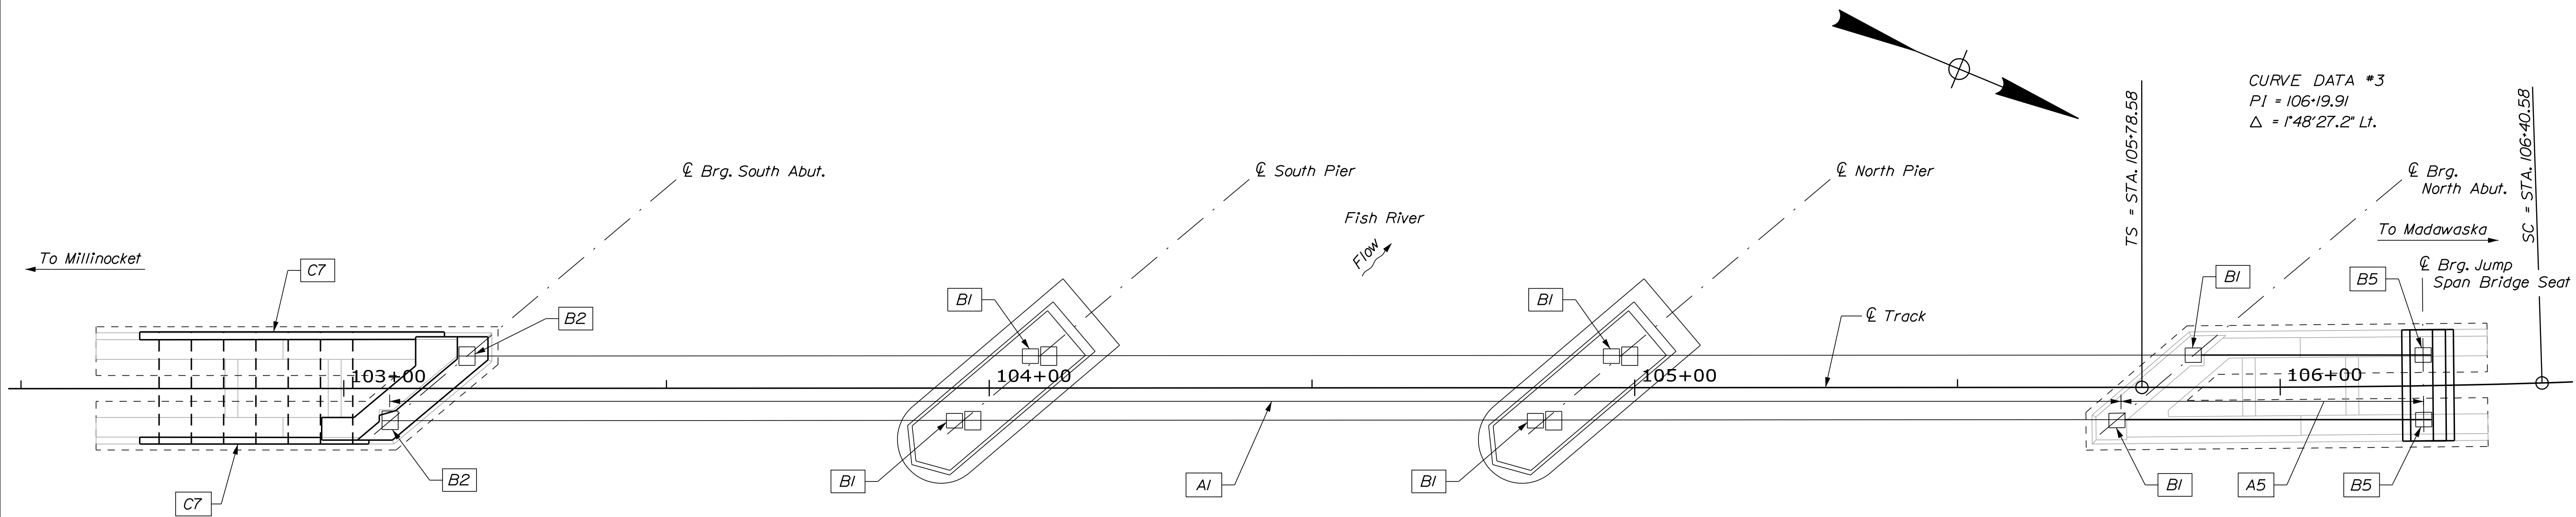 CURVE DATA #3
PI = 106+19.91
Δ = 1°48'27.2" Lt.
TS = STA. 105+78.58
SC = STA. 106+40.58
℄ Brg. South Abut.
℄ South Pier
℄ North Pier
℄ Brg.
North Abut.
Fish River
Flow
To Millinocket
To Madawaska
℄ Brg. Jump
Span Bridge Seat
C7
B2
B1
B1
B1
B5
℄ Track
103+00
104+00
105+00
106+00
C7
B2
B1
A1
B1
B1
A5
B5